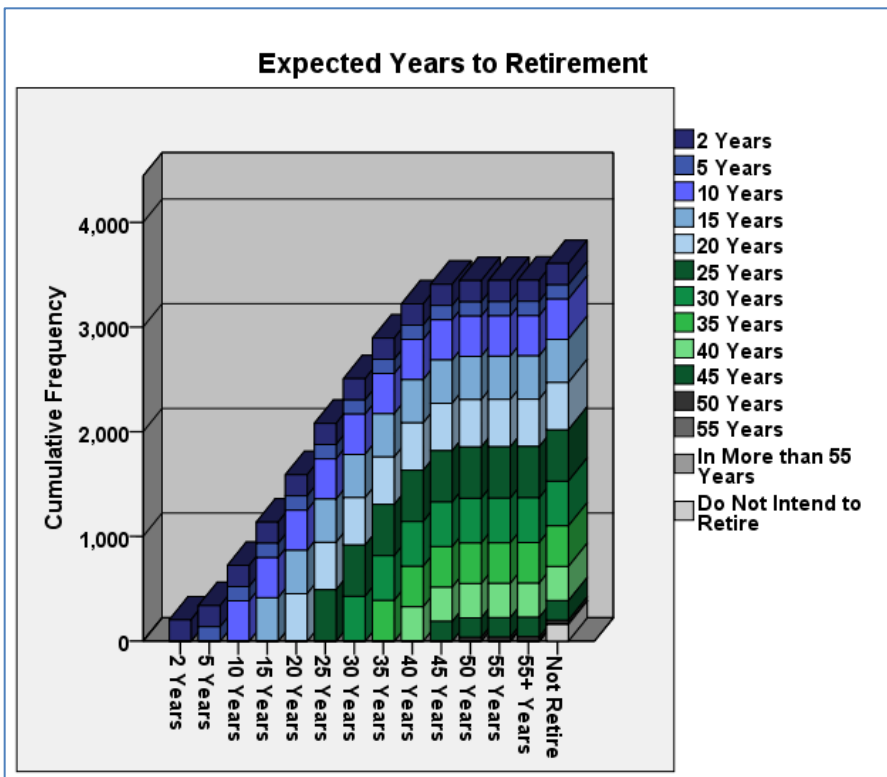 Expected Years to Retirement
Cumulative Frequency
4,000
3,000
2,000
1,000
0
2 Years
5 Years
10 Years
15 Years
20 Years
25 Years
30 Years
35 Years
40 Years
45 Years
50 Years
55 Years
55+ Years
Not Retire
2 Years
5 Years
10 Years
15 Years
20 Years
25 Years
30 Years
35 Years
40 Years
45 Years
50 Years
55 Years
In More than 55
Years
Do Not Intend to
Retire